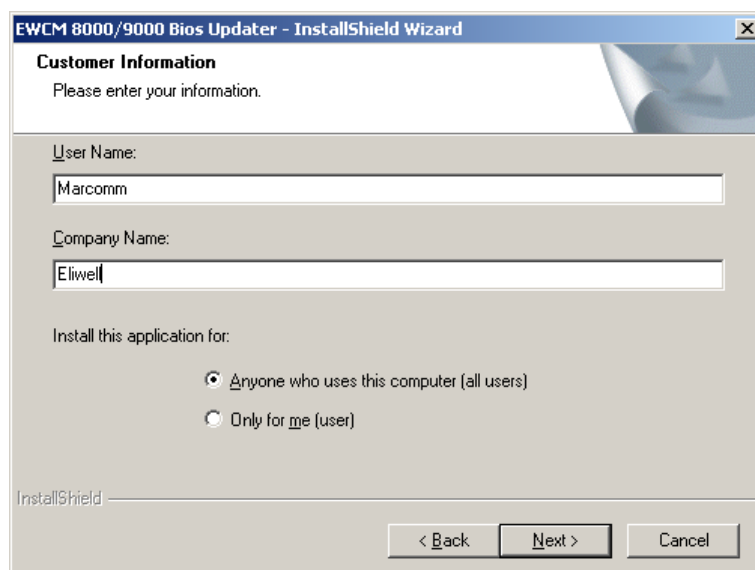 EWCM 8000/9000 Bios Updater - InstallShield Wizard
Customer Information
Please enter your information.
User Name:
Marcomm
Company Name:
Eliwell
Install this application for:
Anyone who uses this computer (all users)
Only for me (user)
InstallShield
< Back Next > Cancel